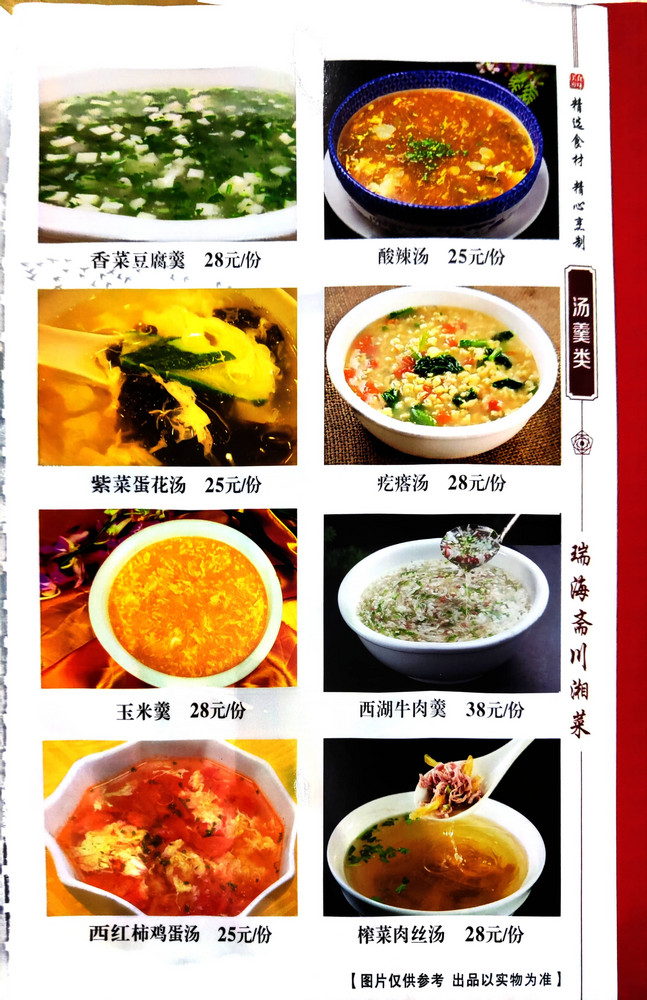 香菜豆腐羹 28元/份
酸辣汤 25元/份
紫菜蛋花汤 25元/份
疙瘩汤 28元/份
玉米羹 28元/份
西湖牛肉羹 38元/份
西红柿鸡蛋汤 25元/份
榨菜肉丝汤 28元/份
【图片仅供参考 出品以实物为准】
精选食材 精心烹制
汤羹类
瑞海斋川湘菜